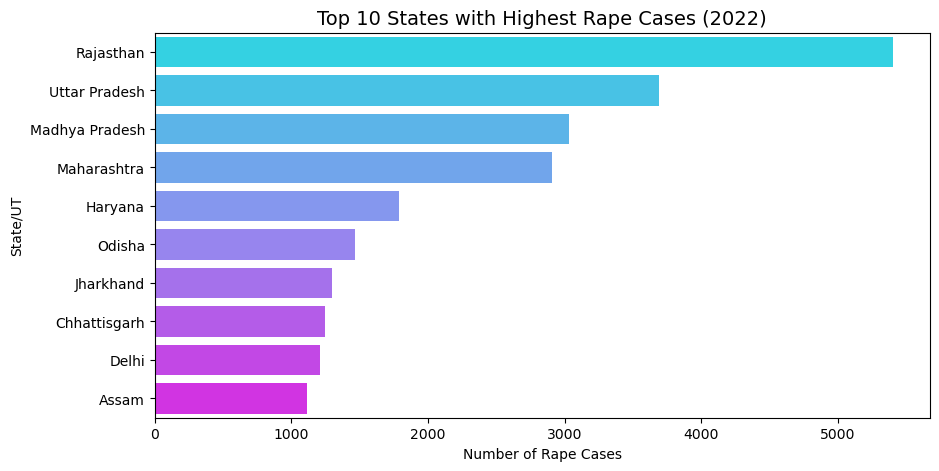 Top 10 States with Highest Rape Cases (2022)
State/UT
Rajasthan
Uttar Pradesh
Madhya Pradesh
Maharashtra
Haryana
Odisha
Jharkhand
Chhattisgarh
Delhi
Assam
0 1000 2000 3000 4000 5000
Number of Rape Cases